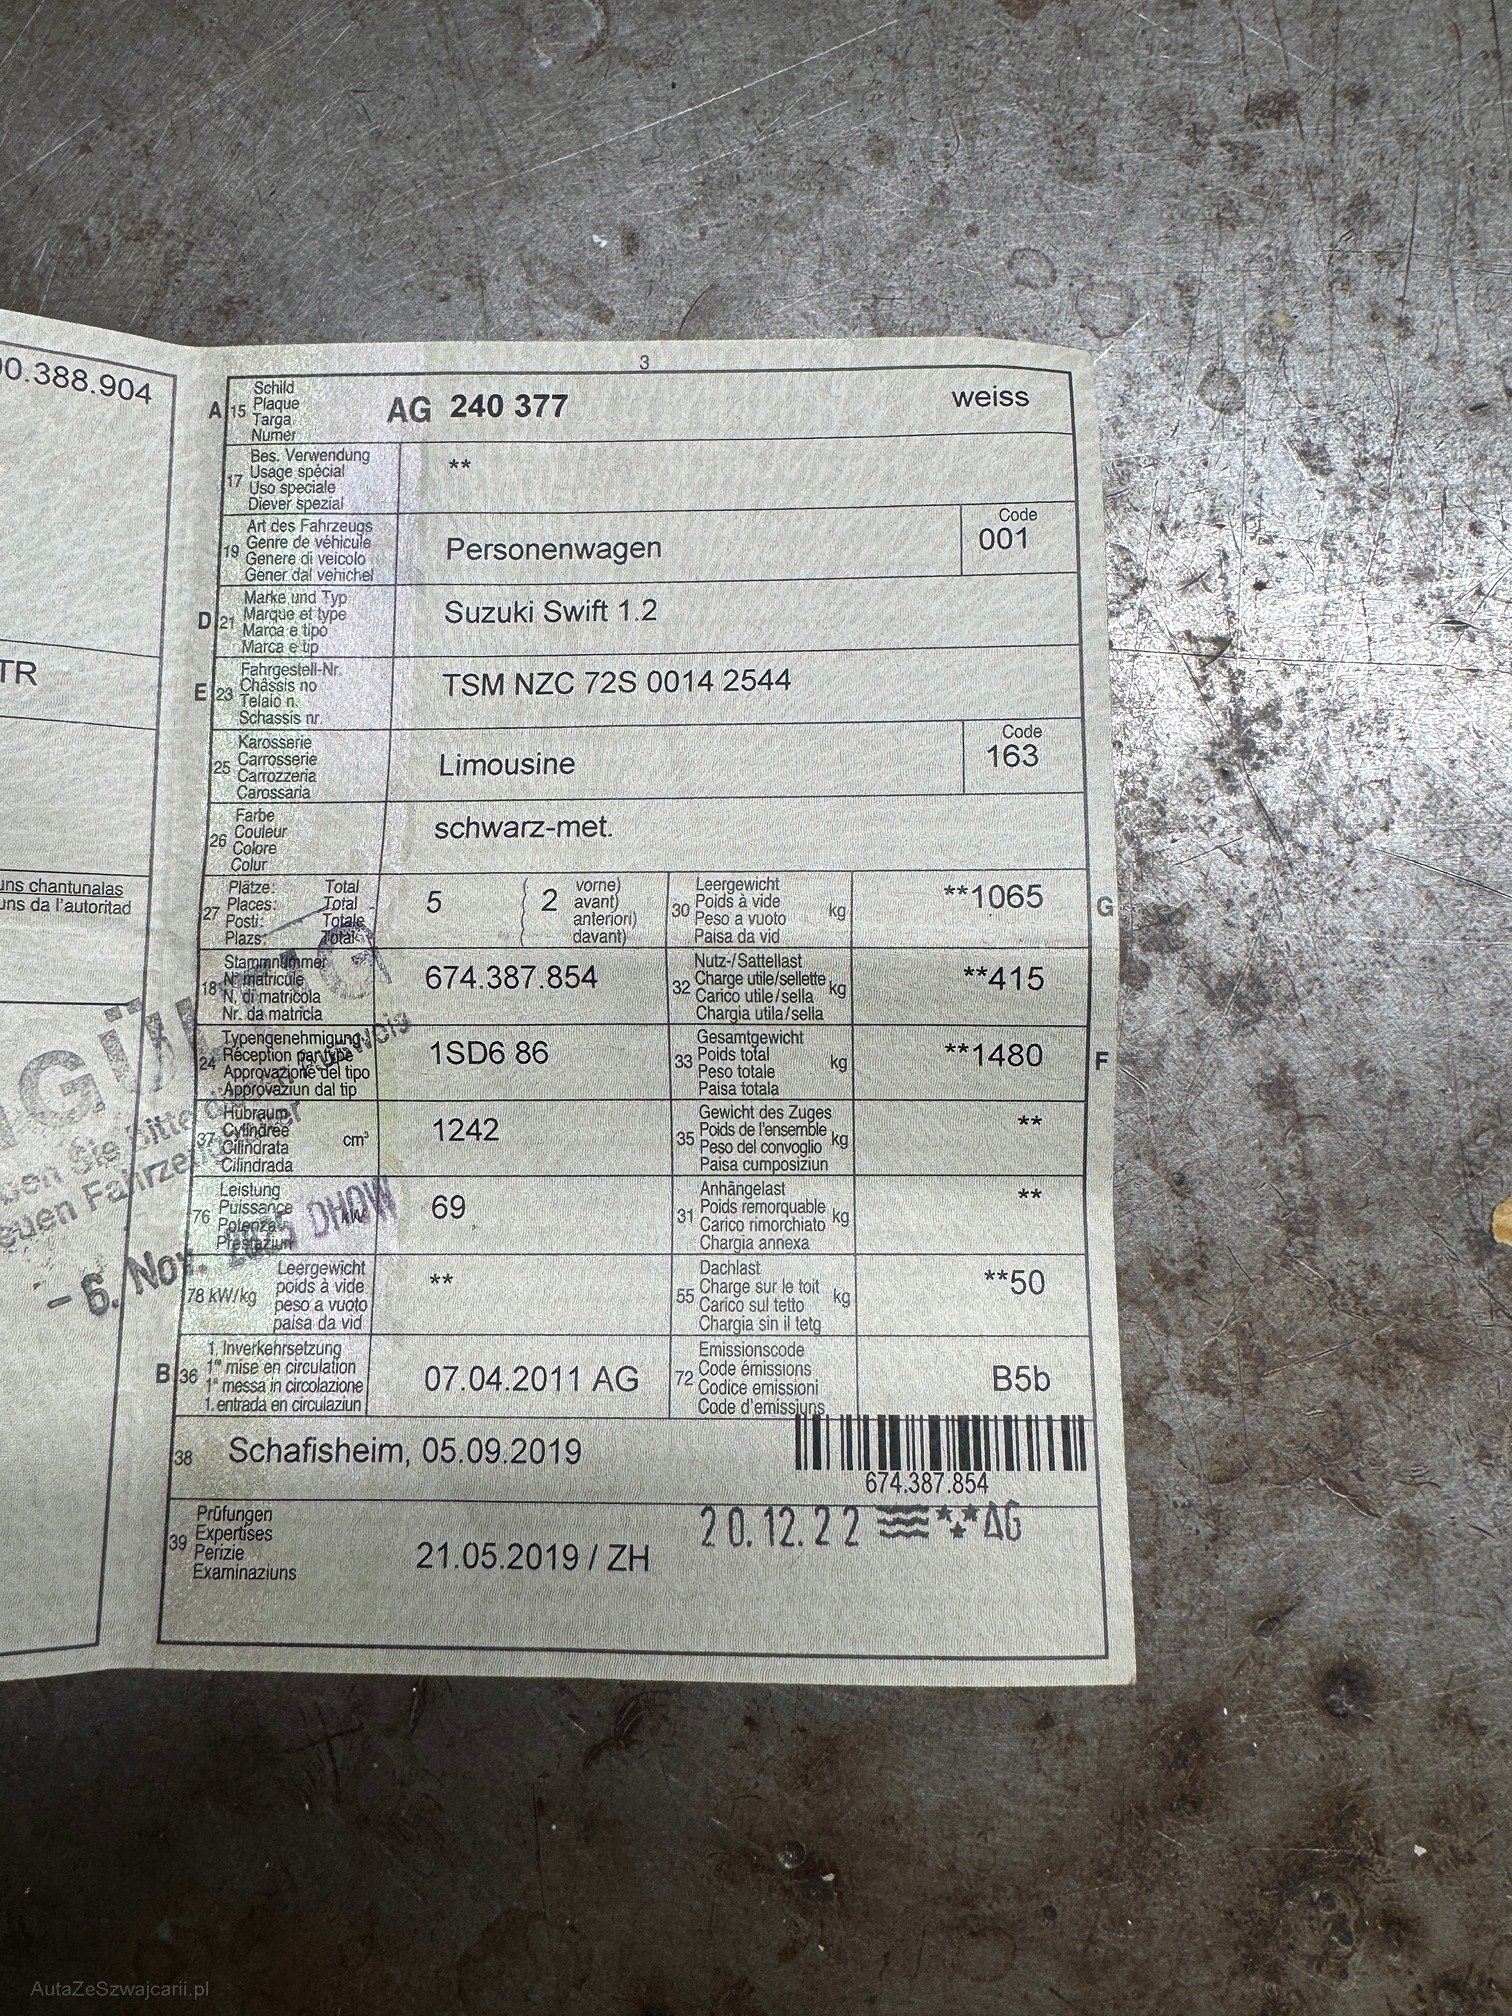 00.388.904
TR
uns chantunalas
uns da l'autoritad
3
A 15 Schild
Plaque
Targa
Numer
AG 240 377 weiss
17 Bes. Verwendung
Usage spécial
Uso speciale
Diever spezial
**
19 Art des Fahrzeugs
Genre de véhicule
Genere di veicolo
Gener dal vehichel
Personenwagen
Code
001
D 21 Marke und Typ
Marque et type
Marca e tipo
Marca e tip
Suzuki Swift 1.2
E 23 Fahrgestell-Nr.
Châssis no
Telaio n.
Schassis nr.
TSM NZC 72S 0014 2544
25 Karosserie
Carrosserie
Carrozzeria
Carossaria
Limousine
Code
163
26 Farbe
Couleur
Colore
Colur
schwarz-met.
27 Plätze: Total
Places: Total
Posti: Totale
Plazs: Total
5 ( 2 vorne)
avant)
anteriori)
davant)
30 Leergewicht
Poids à vide
Peso a vuoto
Paisa da vid
kg
**1065
G
18 Stammnummer
N° matricule
N. di matricola
Nr. da matricla
674.387.854
32 Nutz-/Sattellast
Charge utile/sellette
Carico utile/sella
Chargia utila/sella
kg
**415
24 Typengenehmigung
Réception par type
Approvazione del tipo
Approvaziun dal tip
1SD6 86
33 Gesamtgewicht
Poids total
Peso totale
Paisa totala
kg
**1480
F
37 Hubraum
Cylindrée
Cilindrata
Cilindrada
cm³
1242
35 Gewicht des Zuges
Poids de l'ensemble
Peso del convoglio
Paisa cumposiziun
kg
**
76 Leistung
Puissance
Potenza
Prestaziun
kW
69
31 Anhängelast
Poids remorquable
Carico rimorchiato
Chargia annexa
kg
**
78 kW/kg
Leergewicht
poids à vide
peso a vuoto
paisa da vid
**
55 Dachlast
Charge sur le toit
Carico sul tetto
Chargia sin il tetg
kg
**50
B 36 1. Inverkehrsetzung
1re mise en circulation
1a messa in circolazione
1. entrada en circulaziun
07.04.2011 AG
72 Emissionscode
Code émissions
Codice emissioni
Code d'emissiuns
B5b
38 Schafisheim, 05.09.2019
674.387.854
39 Prüfungen
Expertises
Perizie
Examinaziuns
21.05.2019 / ZH
20.12.22 AG
Sie bitte
neuen Fahrze
- 6. Nov. 2025 DHOW
AutaZeSzwajcarii.pl